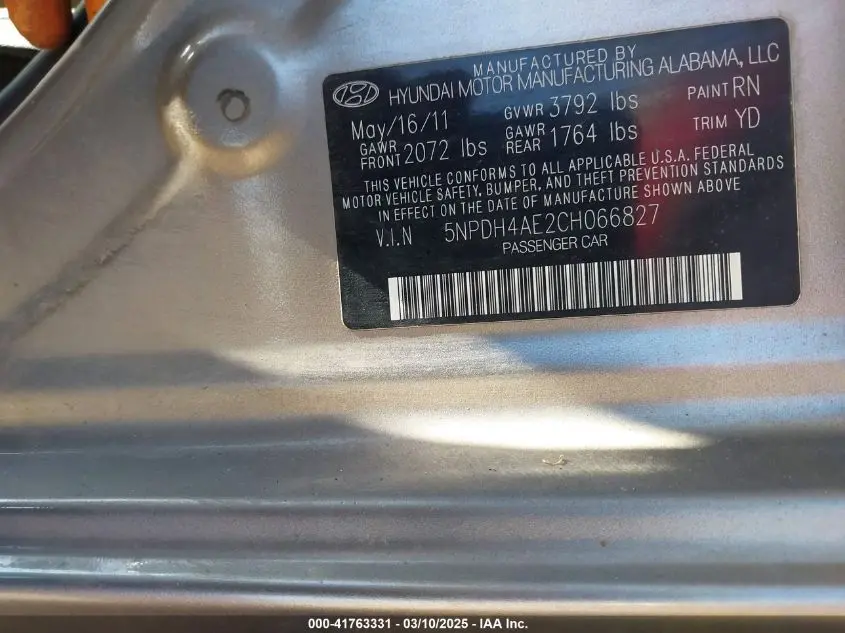 MANUFACTURED BY
HYUNDAI MOTOR MANUFACTURING ALABAMA, LLC
May/16/11 GVWR 3792 lbs PAINT RN
GAWR FRONT 2072 lbs GAWR REAR 1764 lbs TRIM YD
THIS VEHICLE CONFORMS TO ALL APPLICABLE U.S.A. FEDERAL
MOTOR VEHICLE SAFETY, BUMPER, AND THEFT PREVENTION STANDARDS
IN EFFECT ON THE DATE OF MANUFACTURE SHOWN ABOVE
V.I.N 5NPDH4AE2CH066827
PASSENGER CAR
000-41763331 - 03/10/2025 - IAA Inc.